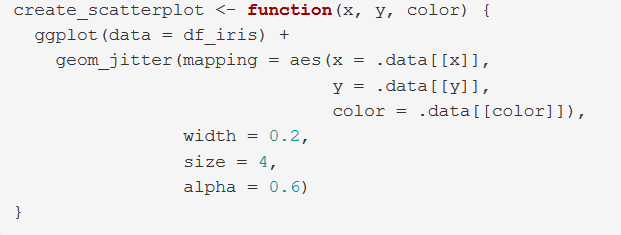 create_scatterplot <- function(x, y, color) {
  ggplot(data = df_iris) +
    geom_jitter(mapping = aes(x = .data[[x]],
                              y = .data[[y]],
                              color = .data[[color]]),
                width = 0.2,
                size = 4,
                alpha = 0.6)
}